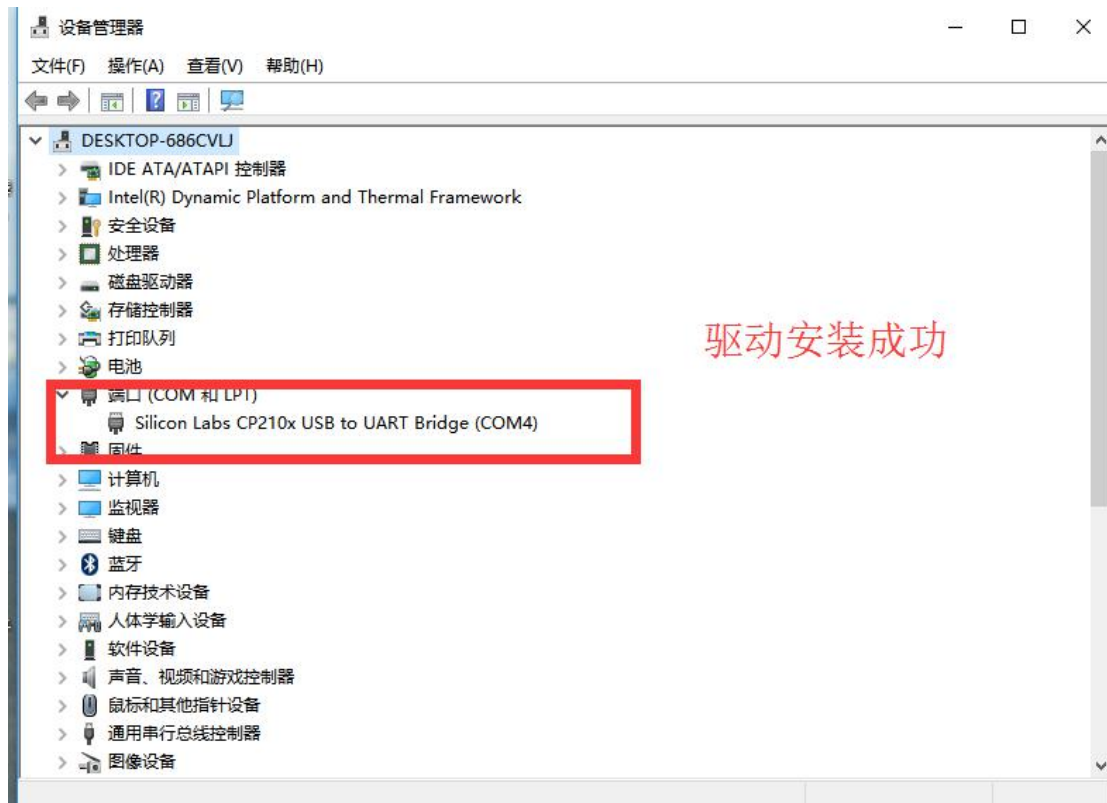 设备管理器
文件(F) 操作(A) 查看(V) 帮助(H)
DESKTOP-686CVLJ
IDE ATA/ATAPI 控制器
Intel(R) Dynamic Platform and Thermal Framework
安全设备
处理器
磁盘驱动器
存储控制器
打印队列
电池
端口 (COM 和 LPT)
Silicon Labs CP210x USB to UART Bridge (COM4)
固件
计算机
监视器
键盘
蓝牙
内存技术设备
人体学输入设备
软件设备
声音、视频和游戏控制器
鼠标和其他指针设备
通用串行总线控制器
图像设备
驱动安装成功